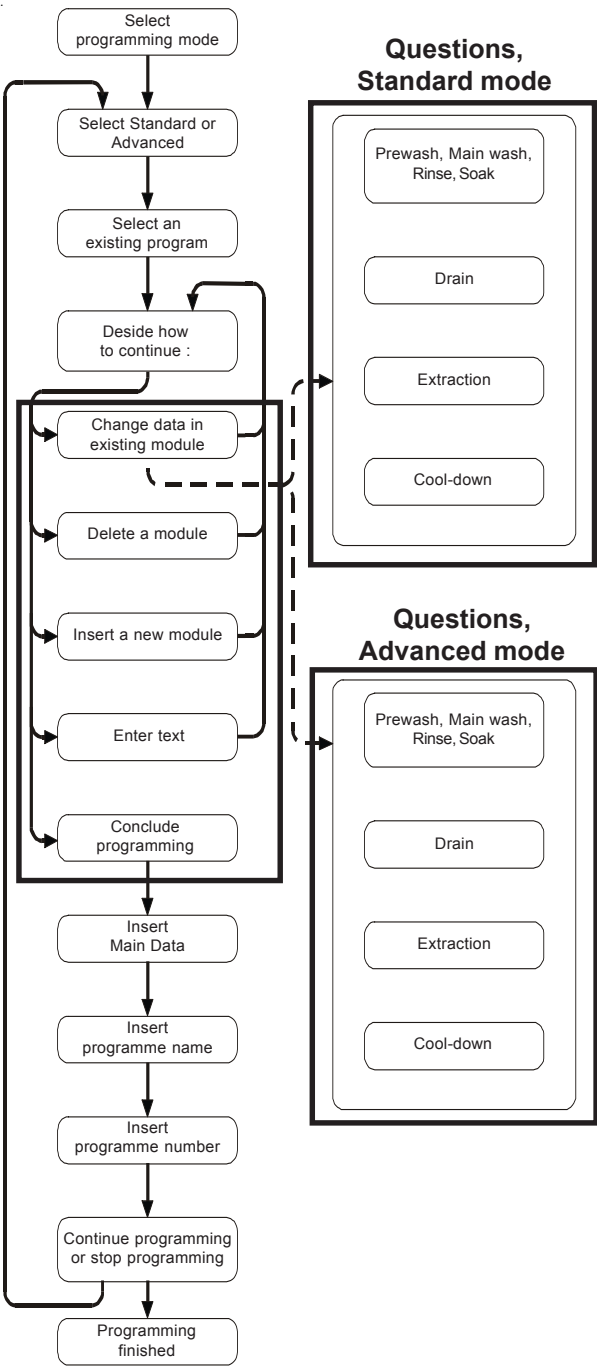 Select
programming mode
Select Standard or
Advanced
Select an
existing program
Deside how
to continue :
Change data in
existing module
Delete a module
Insert a new module
Enter text
Conclude
programming
Insert
Main Data
Insert
programme name
Insert
programme number
Continue programming
or stop programming
Programming
finished
Questions,
Standard mode
Prewash, Main wash,
Rinse, Soak
Drain
Extraction
Cool-down
Questions,
Advanced mode
Prewash, Main wash,
Rinse, Soak
Drain
Extraction
Cool-down